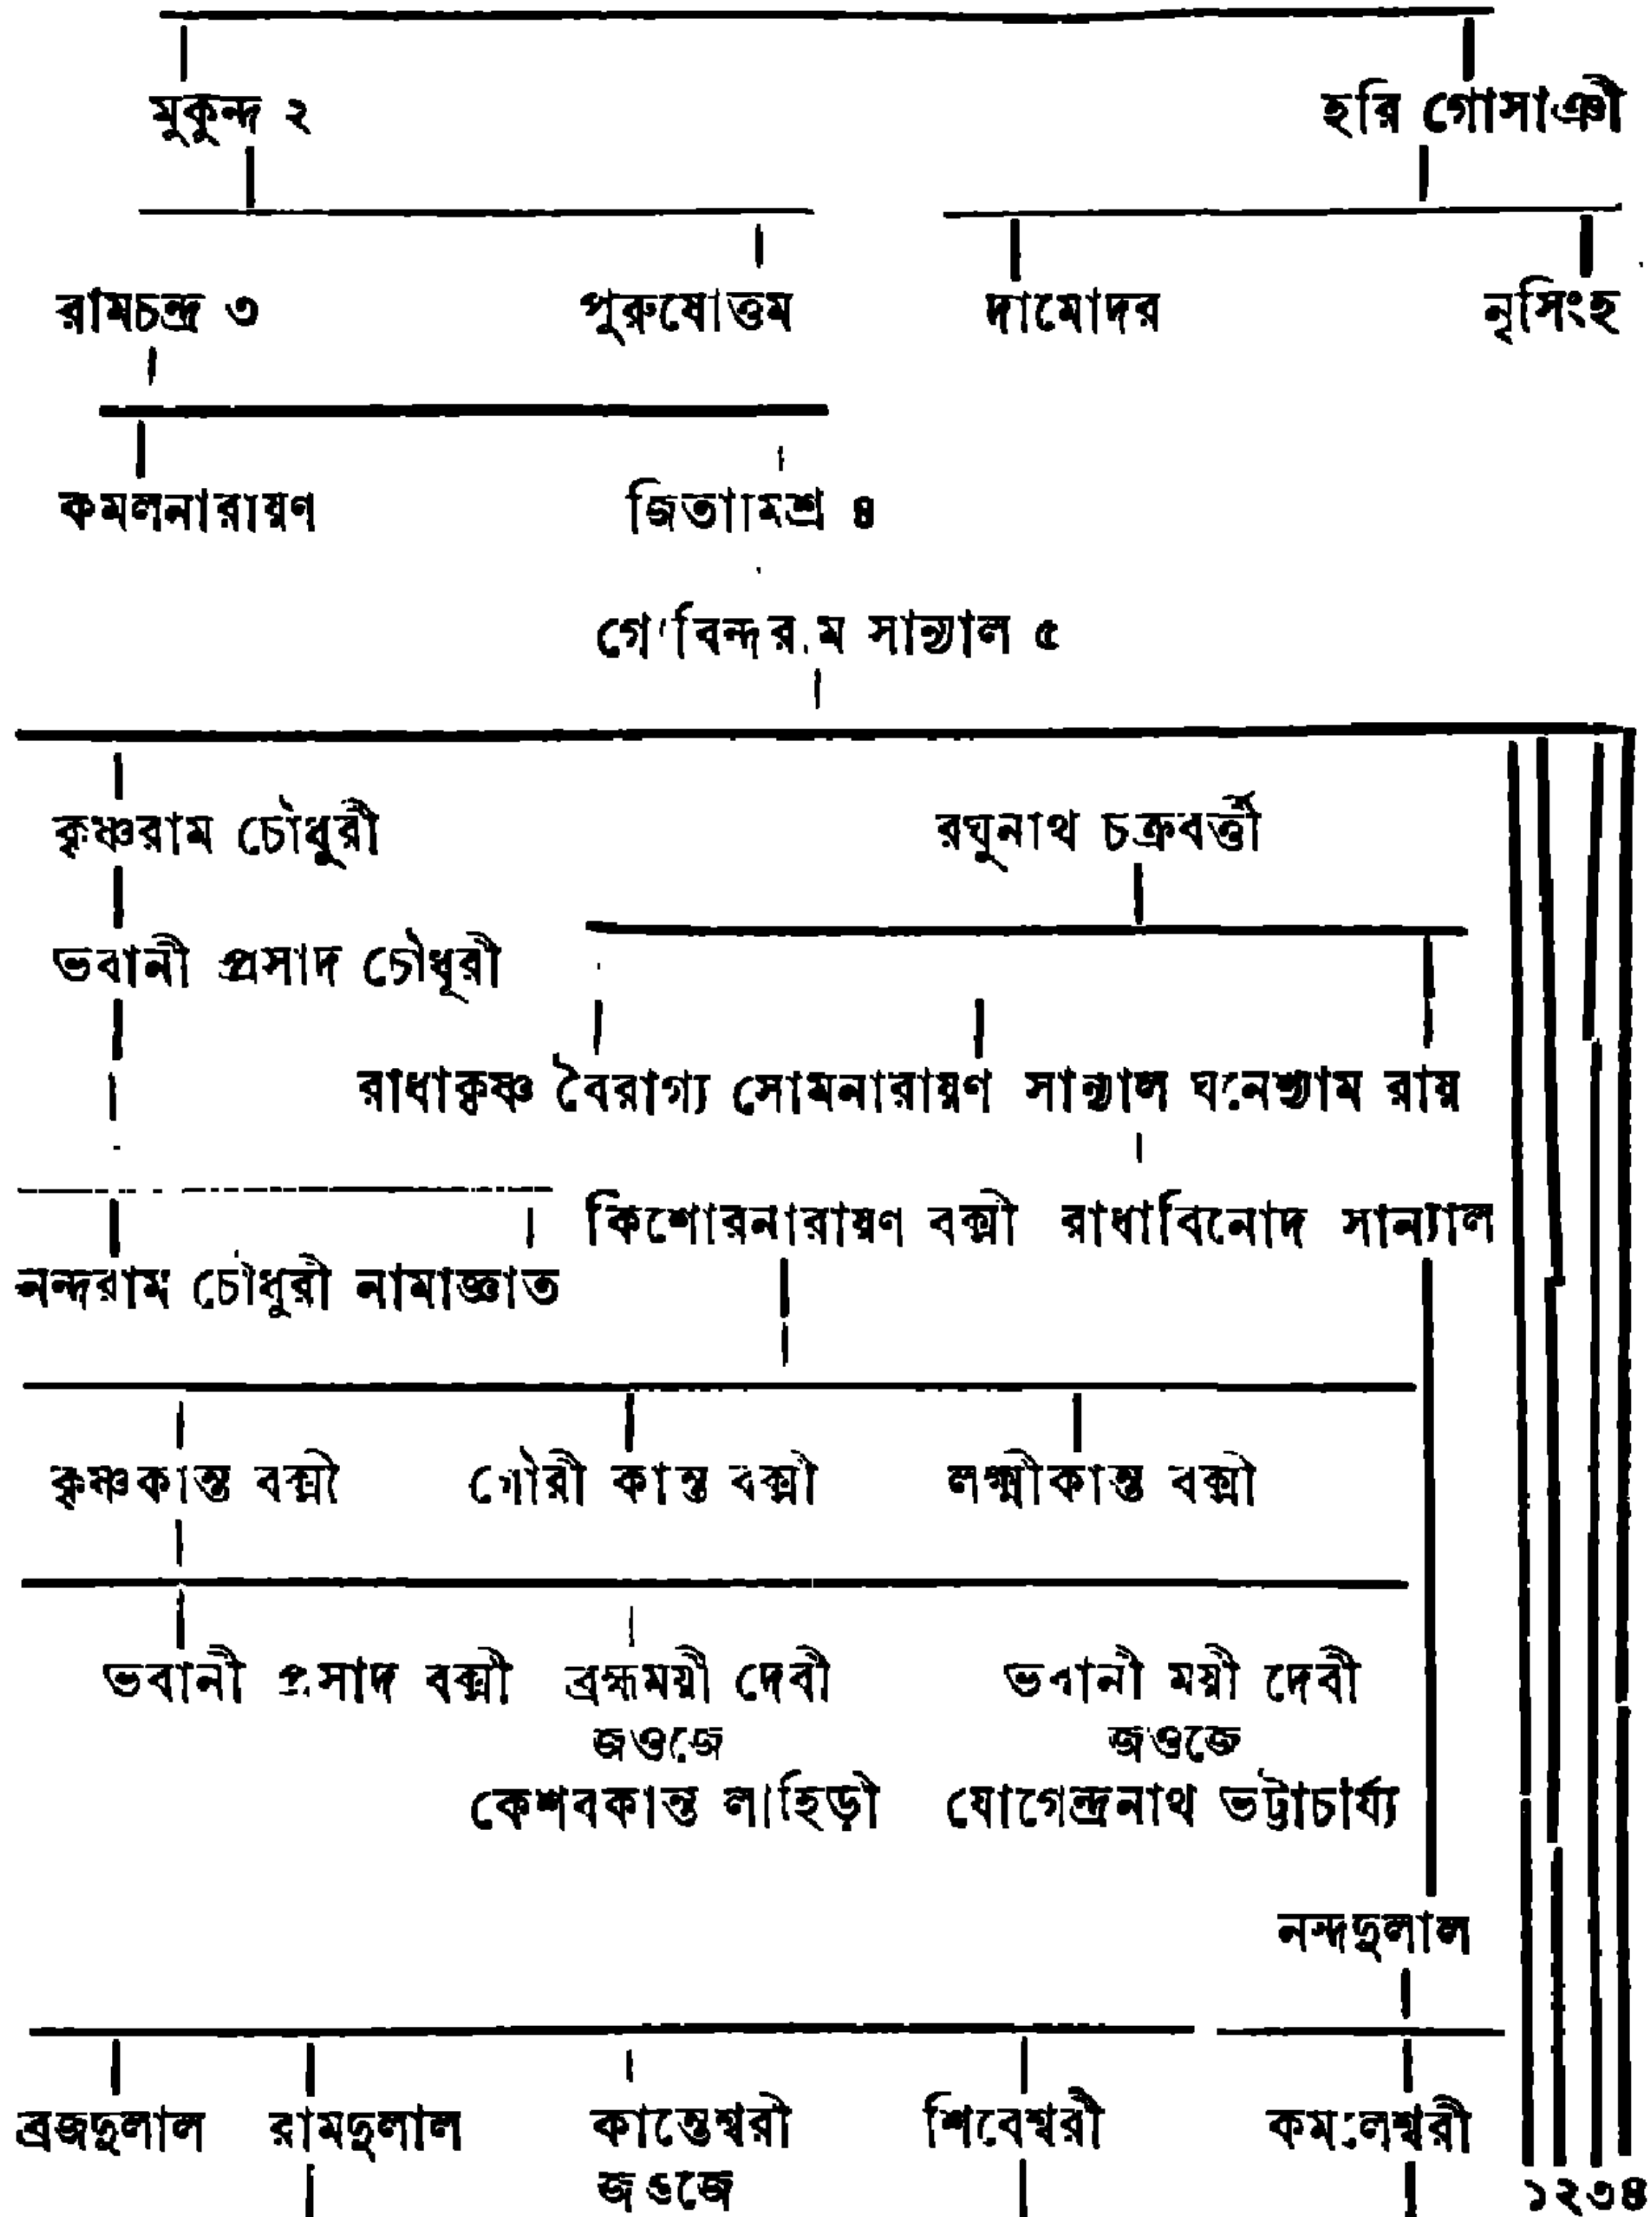 মুকুন্দ ২ হরি গোসাঞী
রামচন্দ্র ৩ পুরুষোত্তম দামোদর নৃসিংহ
কমলনারায়ণ জিতামিশ্র ৪
গোবিন্দরাম সান্যাল ৫
কৃষ্ণরাম চৌধুরী রঘুনাথ চক্রবর্ত্তী
ভবানী প্রসাদ চৌধূরী
রাধাকৃষ্ণ বৈরাগ্য সোমনারায়ণ সান্যাল ঘনেশ্যাম রায়
কিশোরনারায়ণ বক্সী রাধাবিনোদ সান্যাল
নন্দরাম চৌধুরী নামাজ্ঞাত
কৃষ্ণকান্ত বক্সী গৌরী কান্ত বক্সী লক্ষ্মীকান্ত বক্সী
ভবানী প্রসাদ বক্সী ব্রহ্মময়ী দেবী ভবানী ময়ী দেবী
জওজে জওজে
কেশবকান্ত লাহিড়ী যোগেন্দ্রনাথ ভট্টাচার্য্য
নন্দদুলাল
ব্রজদুলাল রামদুলাল কান্তেশ্বরী শিবেশ্বরী কমলেশ্বরী
জওজে ১২৩৪